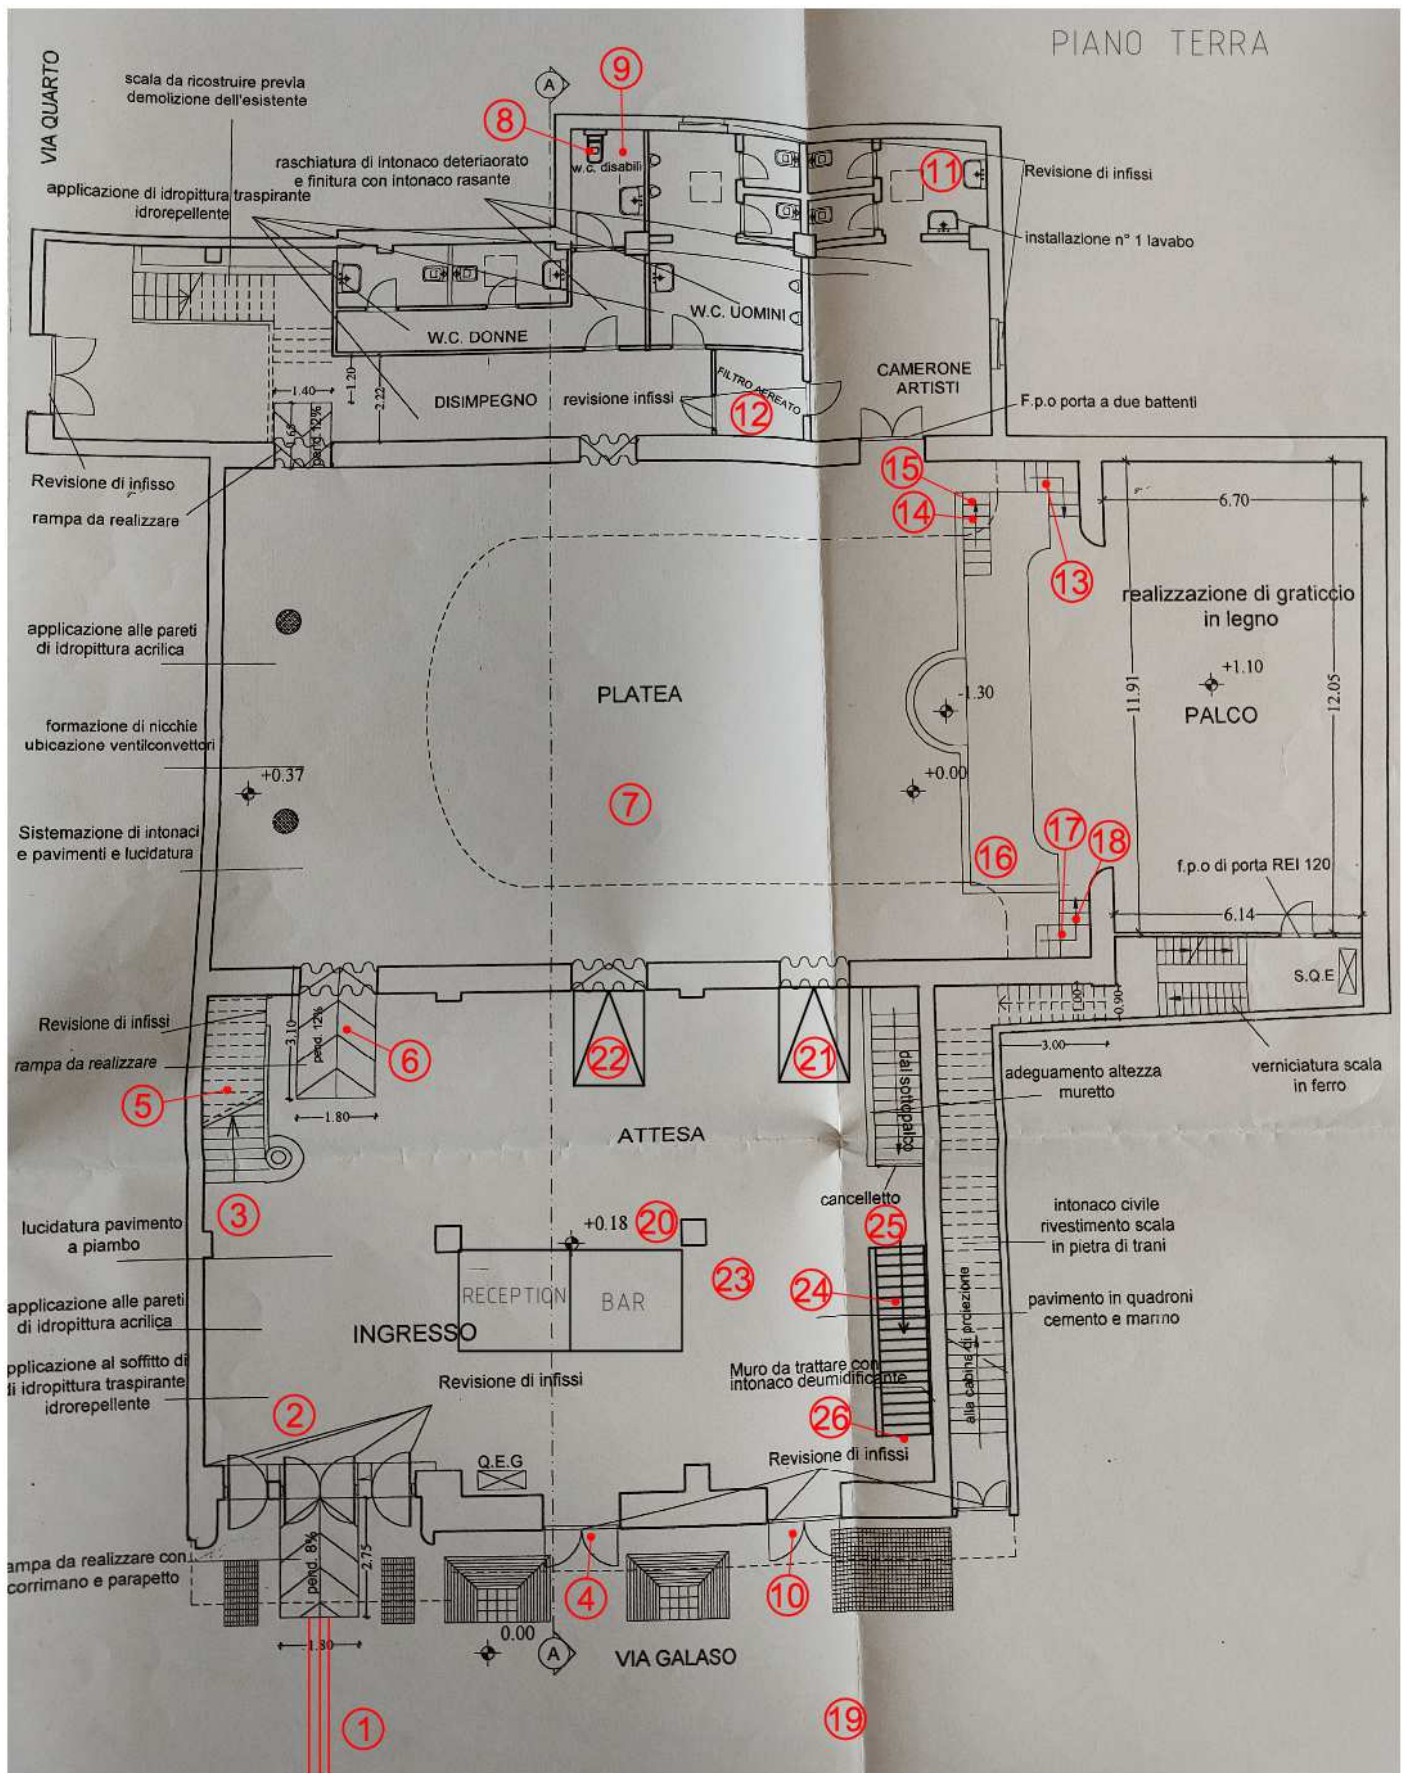 PIANO TERRA
VIA QUARTO
scala da ricostruire previa
demolizione dell'esistente
A
9
8
raschiatura di intonaco deteriaorato
e finitura con intonaco rasante
w.c. disabili
11
Revisione di infissi
applicazione di idropittura traspirante
idrorepellente
installazione n° 1 lavabo
W.C. DONNE
W.C. UOMINI
CAMERONE
ARTISTI
1.40
1.20
2.22
DISIMPEGNO
revisione infissi
FILTRO AEREATO
12
F.p.o porta a due battenti
pend. 12%
Revisione di infisso
rampa da realizzare
15
14
13
6.70
realizzazione di graticcio
in legno
applicazione alle pareti
di idropittura acrilica
+1.10
PLATEA
-1.30
11.91
12.05
PALCO
formazione di nicchie
ubicazione ventilconvettori
+0.37
+0.00
7
Sistemazione di intonaci
e pavimenti e lucidatura
16
17
18
f.p.o di porta REI 120
6.14
S.Q.E
Revisione di infissi
rampa da realizzare
3.10
pend. 12%
6
5
1.80
22
21
dal sottopalco
1.00
0.90
3.00
adeguamento altezza
muretto
verniciatura scala
in ferro
ATTESA
cancelletto
3
lucidatura pavimento
a piambo
+0.18
20
25
intonaco civile
rivestimento scala
in pietra di trani
23
24
RECEPTION
BAR
applicazione alle pareti
di idropittura acrilica
INGRESSO
alla cabina di proiezione
pavimento in quadroni
cemento e marmo
pplicazione al soffitto di
di idropittura traspirante
idrorepellente
Revisione di infissi
Muro da trattare con
intonaco deumidificante
2
26
Q.E.G
Revisione di infissi
ampa da realizzare con
corrimano e parapetto
pend. 8%
2.75
4
10
1.80
0.00
A
VIA GALASO
1
19